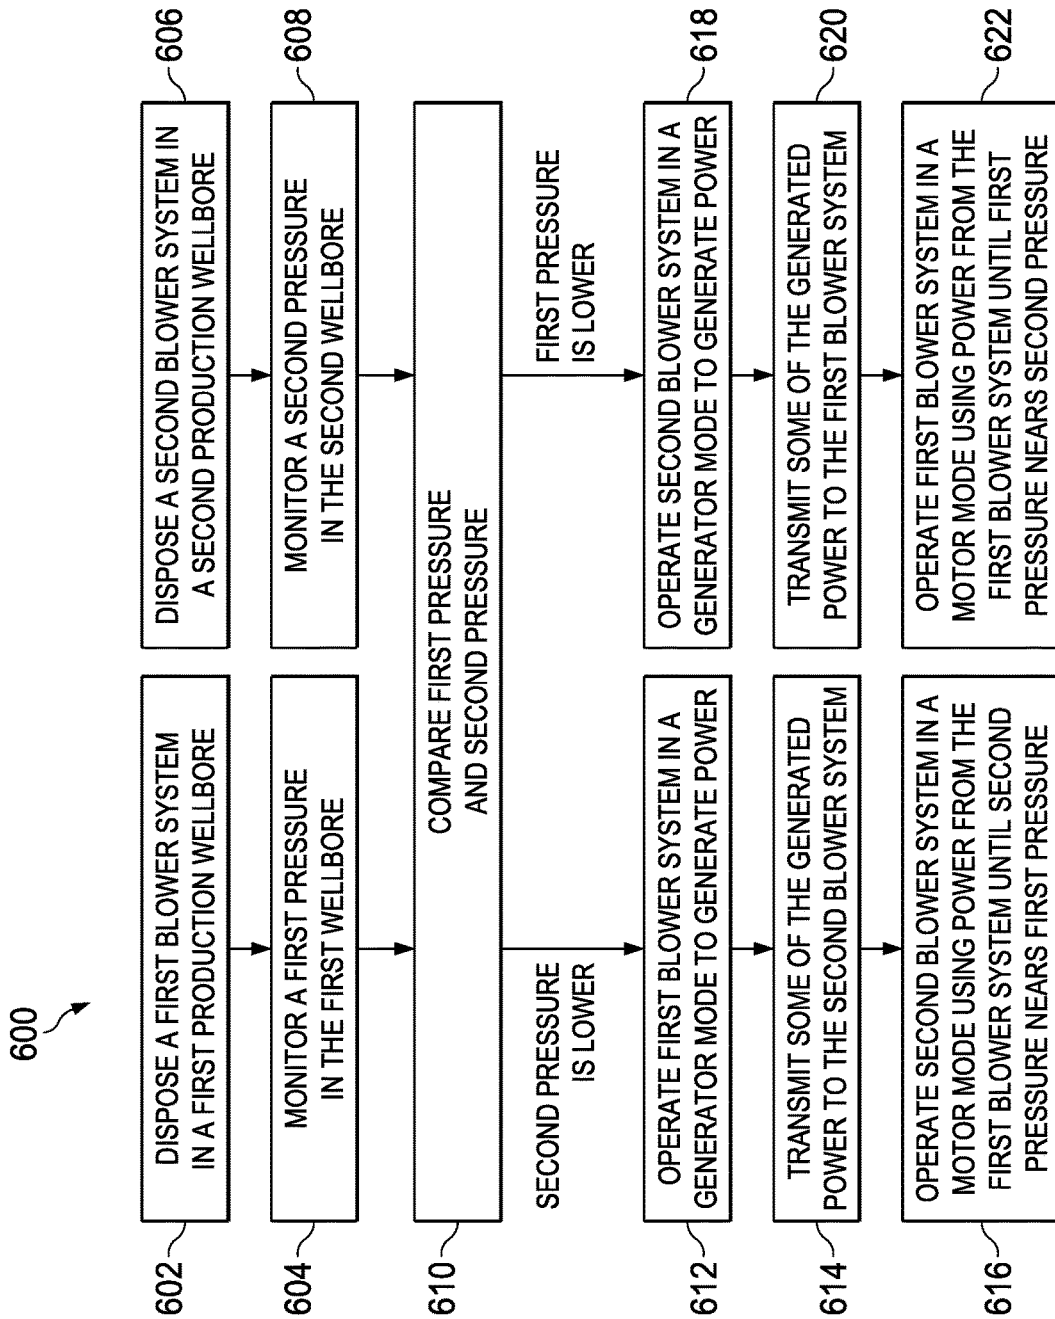 600
602
DISPOSE A FIRST BLOWER SYSTEM
IN A FIRST PRODUCTION WELLBORE
DISPOSE A SECOND BLOWER SYSTEM IN
A SECOND PRODUCTION WELLBORE
606
604
MONITOR A FIRST PRESSURE
IN THE FIRST WELLBORE
MONITOR A SECOND PRESSURE
IN THE SECOND WELLBORE
608
610
COMPARE FIRST PRESSURE
AND SECOND PRESSURE
SECOND PRESSURE
IS LOWER
FIRST PRESSURE
IS LOWER
612
OPERATE FIRST BLOWER SYSTEM IN A
GENERATOR MODE TO GENERATE POWER
OPERATE SECOND BLOWER SYSTEM IN A
GENERATOR MODE TO GENERATE POWER
618
614
TRANSMIT SOME OF THE GENERATED
POWER TO THE SECOND BLOWER SYSTEM
TRANSMIT SOME OF THE GENERATED
POWER TO THE FIRST BLOWER SYSTEM
620
616
OPERATE SECOND BLOWER SYSTEM IN A
MOTOR MODE USING POWER FROM THE
FIRST BLOWER SYSTEM UNTIL SECOND
PRESSURE NEARS FIRST PRESSURE
OPERATE FIRST BLOWER SYSTEM IN A
MOTOR MODE USING POWER FROM THE
FIRST BLOWER SYSTEM UNTIL FIRST
PRESSURE NEARS SECOND PRESSURE
622